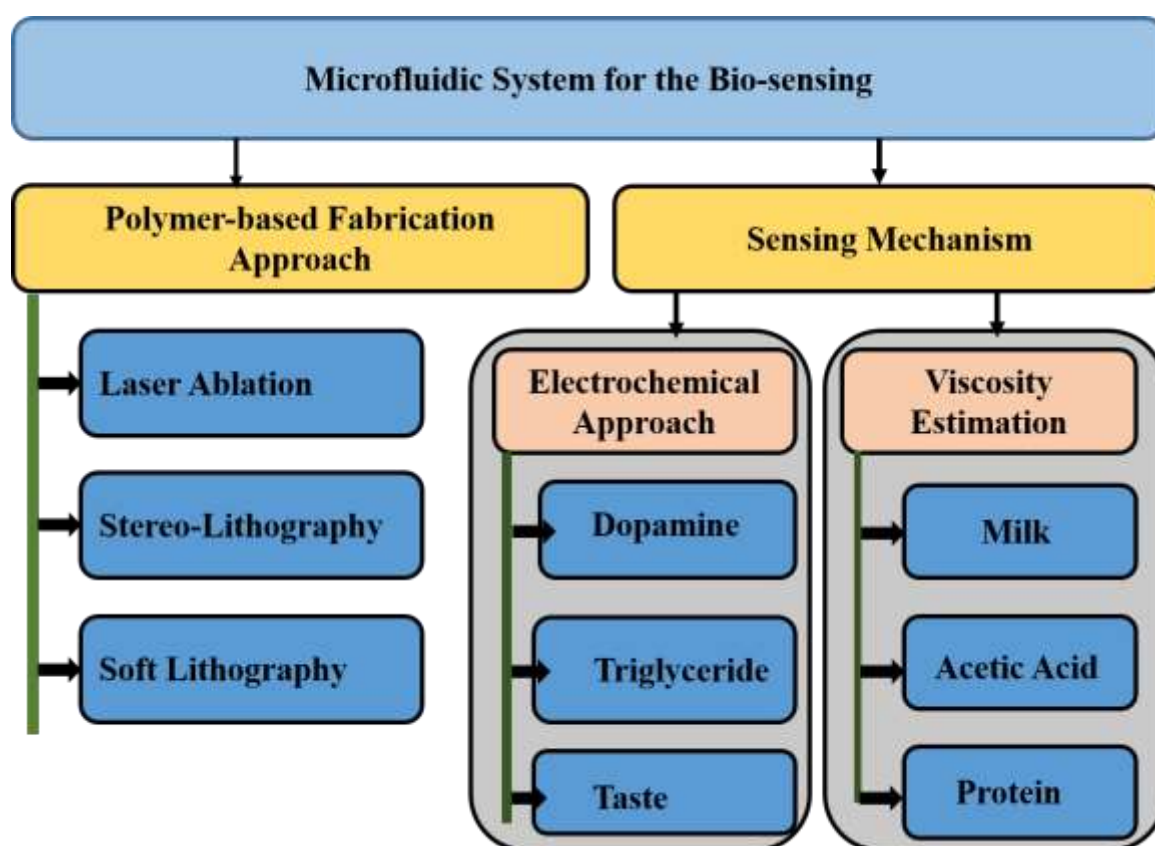 Microfluidic System for the Bio-sensing
Polymer-based Fabrication
Approach
Sensing Mechanism
Laser Ablation
Stereo-Lithography
Soft Lithography
Electrochemical
Approach
Dopamine
Triglyceride
Taste
Viscosity
Estimation
Milk
Acetic Acid
Protein